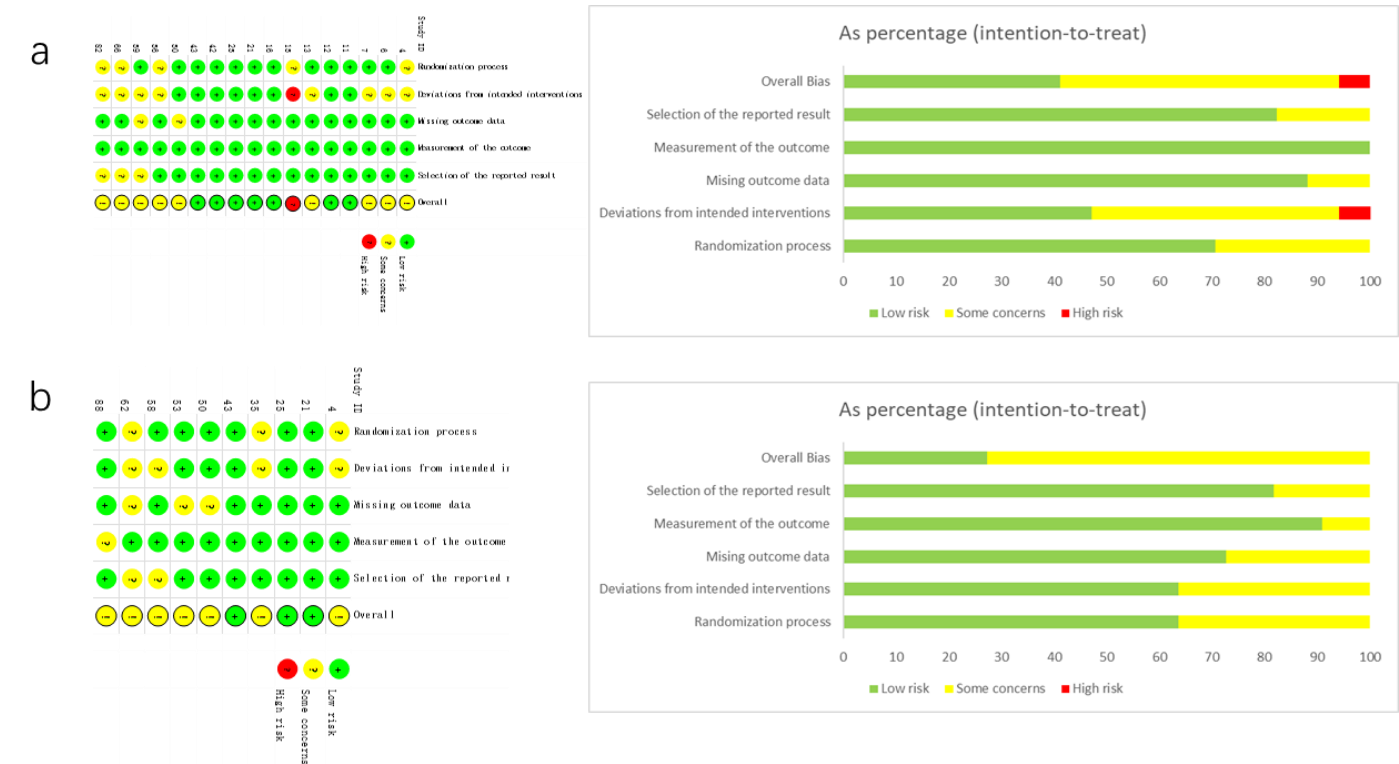 a
Study ID
4
6
7
11
12
13
15
16
21
25
42
43
50
Randomization process
Deviations from intended interventions
Missing outcome data
Measurement of the outcome
Selection of the reported result
Overall
Low risk
Some concerns
High risk
As percentage (intention-to-treat)
Overall Bias
Selection of the reported result
Measurement of the outcome
Mising outcome data
Deviations from intended interventions
Randomization process
0 10 20 30 40 50 60 70 80 90 100
Low risk Some concerns High risk
b
Study ID
4
21
25
35
43
50
53
58
62
Randomization process
Deviations from intended in
Missing outcome data
Measurement of the outcome
Selection of the reported r
Overall
Low risk
Some concerns
High risk
As percentage (intention-to-treat)
Overall Bias
Selection of the reported result
Measurement of the outcome
Mising outcome data
Deviations from intended interventions
Randomization process
0 10 20 30 40 50 60 70 80 90 100
Low risk Some concerns High risk